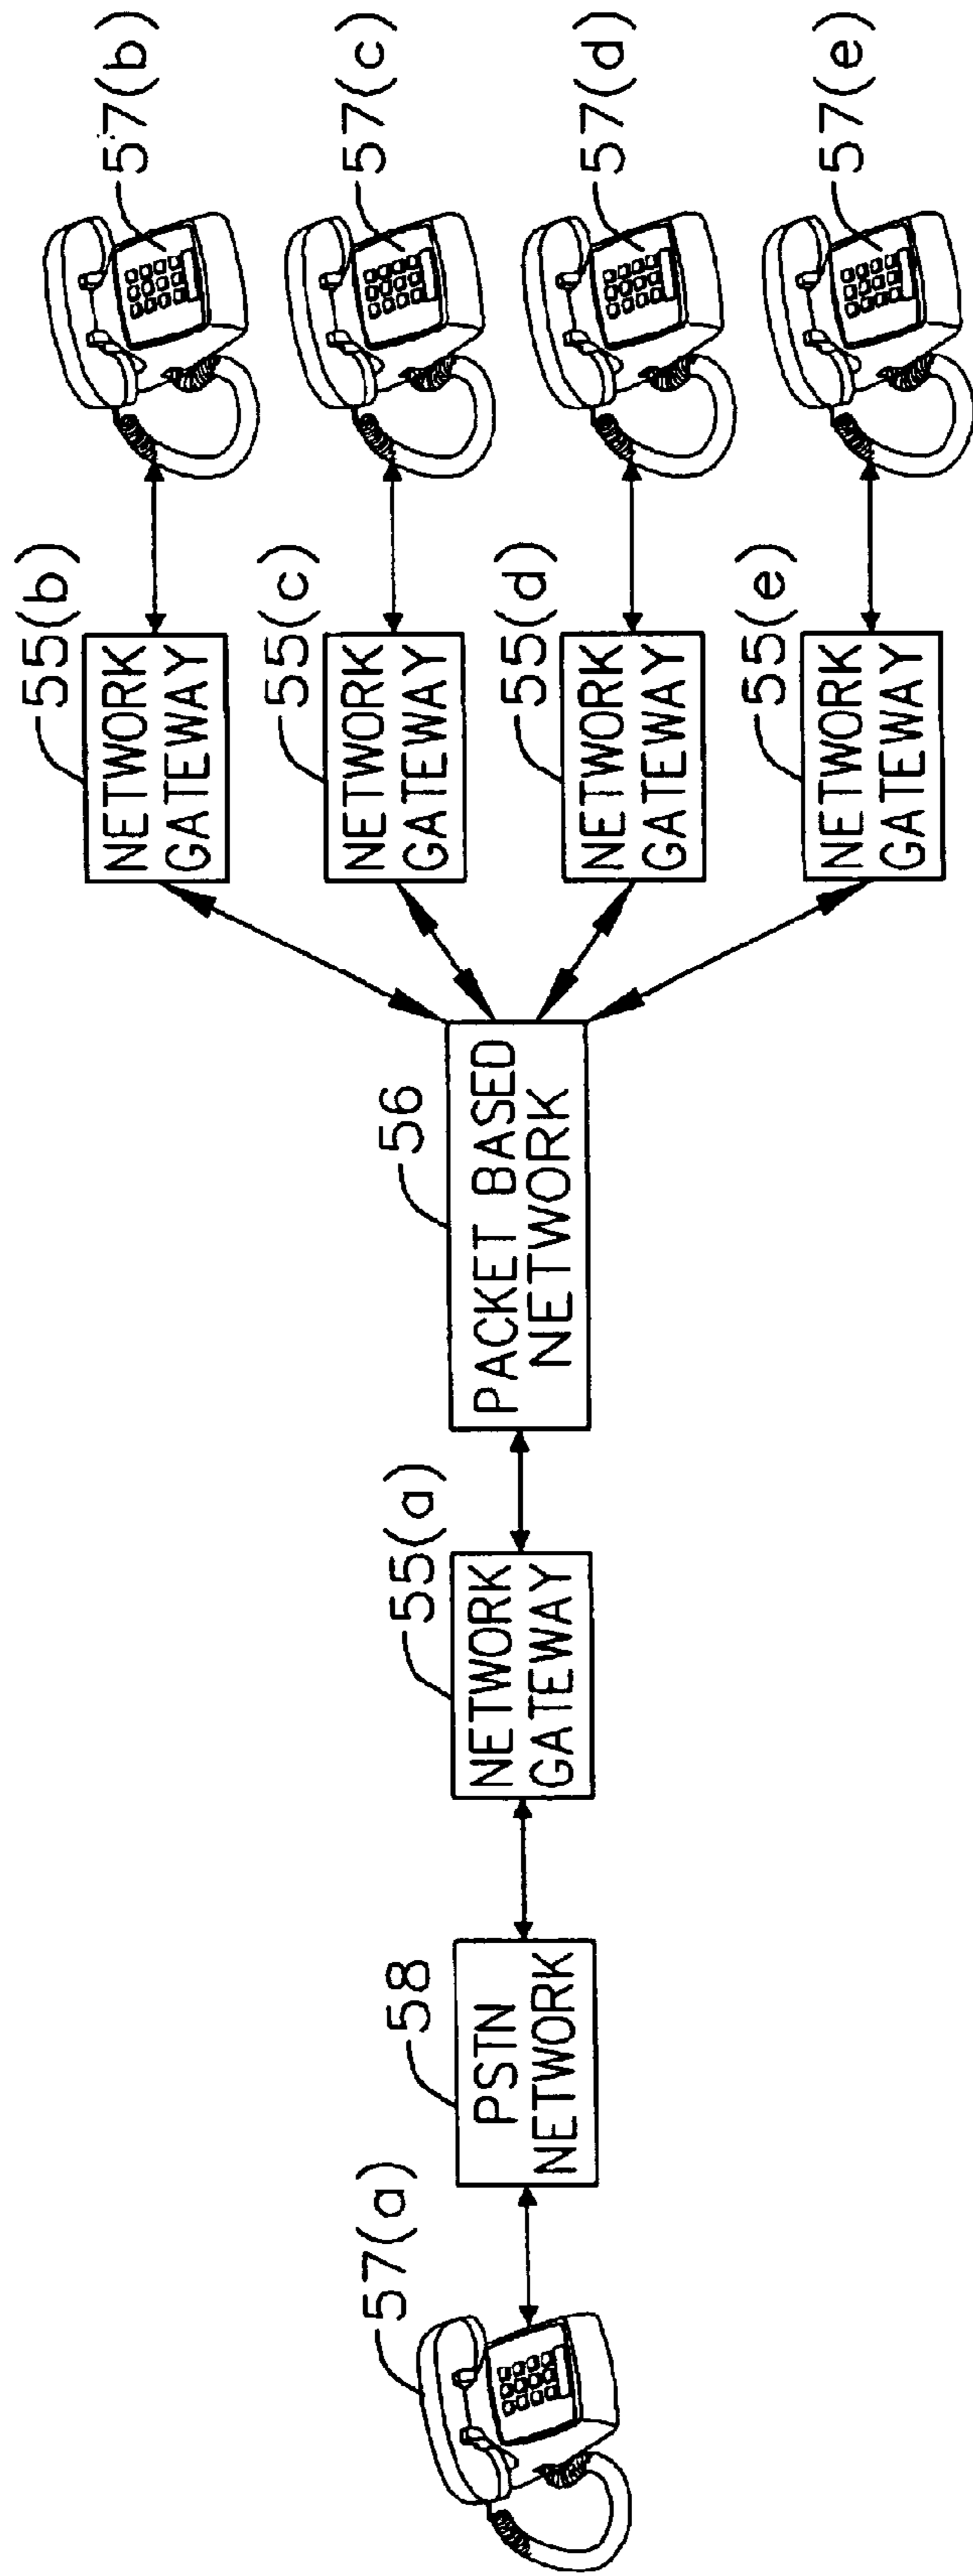 57(a)
58
PSTN
NETWORK
55(a)
NETWORK
GATEWAY
56
PACKET BASED
NETWORK
55(b)
NETWORK
GATEWAY
57(b)
55(c)
NETWORK
GATEWAY
57(c)
55(d)
NETWORK
GATEWAY
57(d)
55(e)
NETWORK
GATEWAY
57(e)